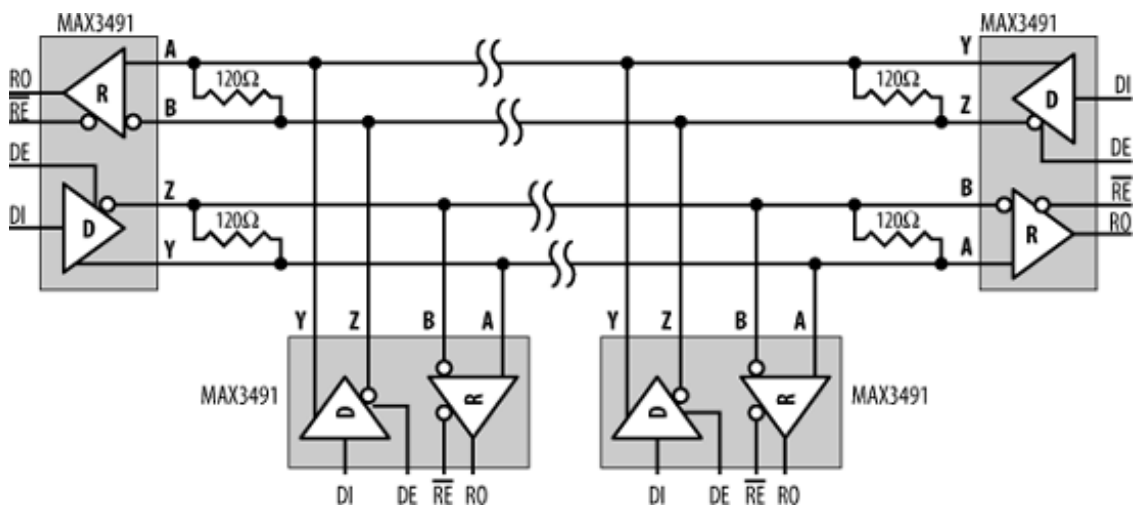 MAX3491
MAX3491
A
Y
RO
120Ω
120Ω
DI
R
D
RE
B
Z
DE
DE
Z
B
RE
DI
120Ω
120Ω
RO
D
R
Y
A
Y Z B A
Y Z B A
MAX3491
D
R
D
R
MAX3491
DI DE RE RO
DI DE RE RO